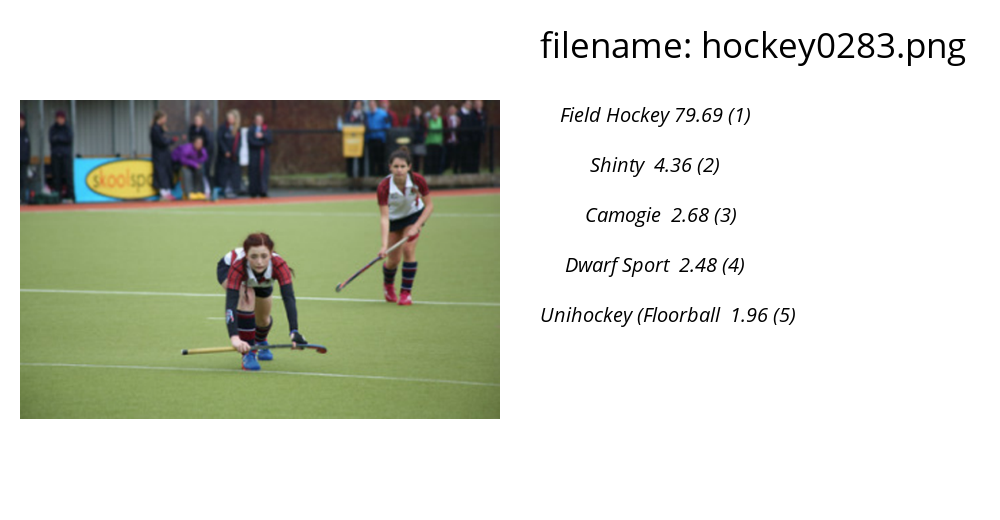 filename: hockey0283.png
Field Hockey 79.69 (1)
Shinty 4.36 (2)
skoolspo
Camogie 2.68 (3)
Dwarf Sport 2.48 (4)
Unihockey (Floorball 1.96 (5)